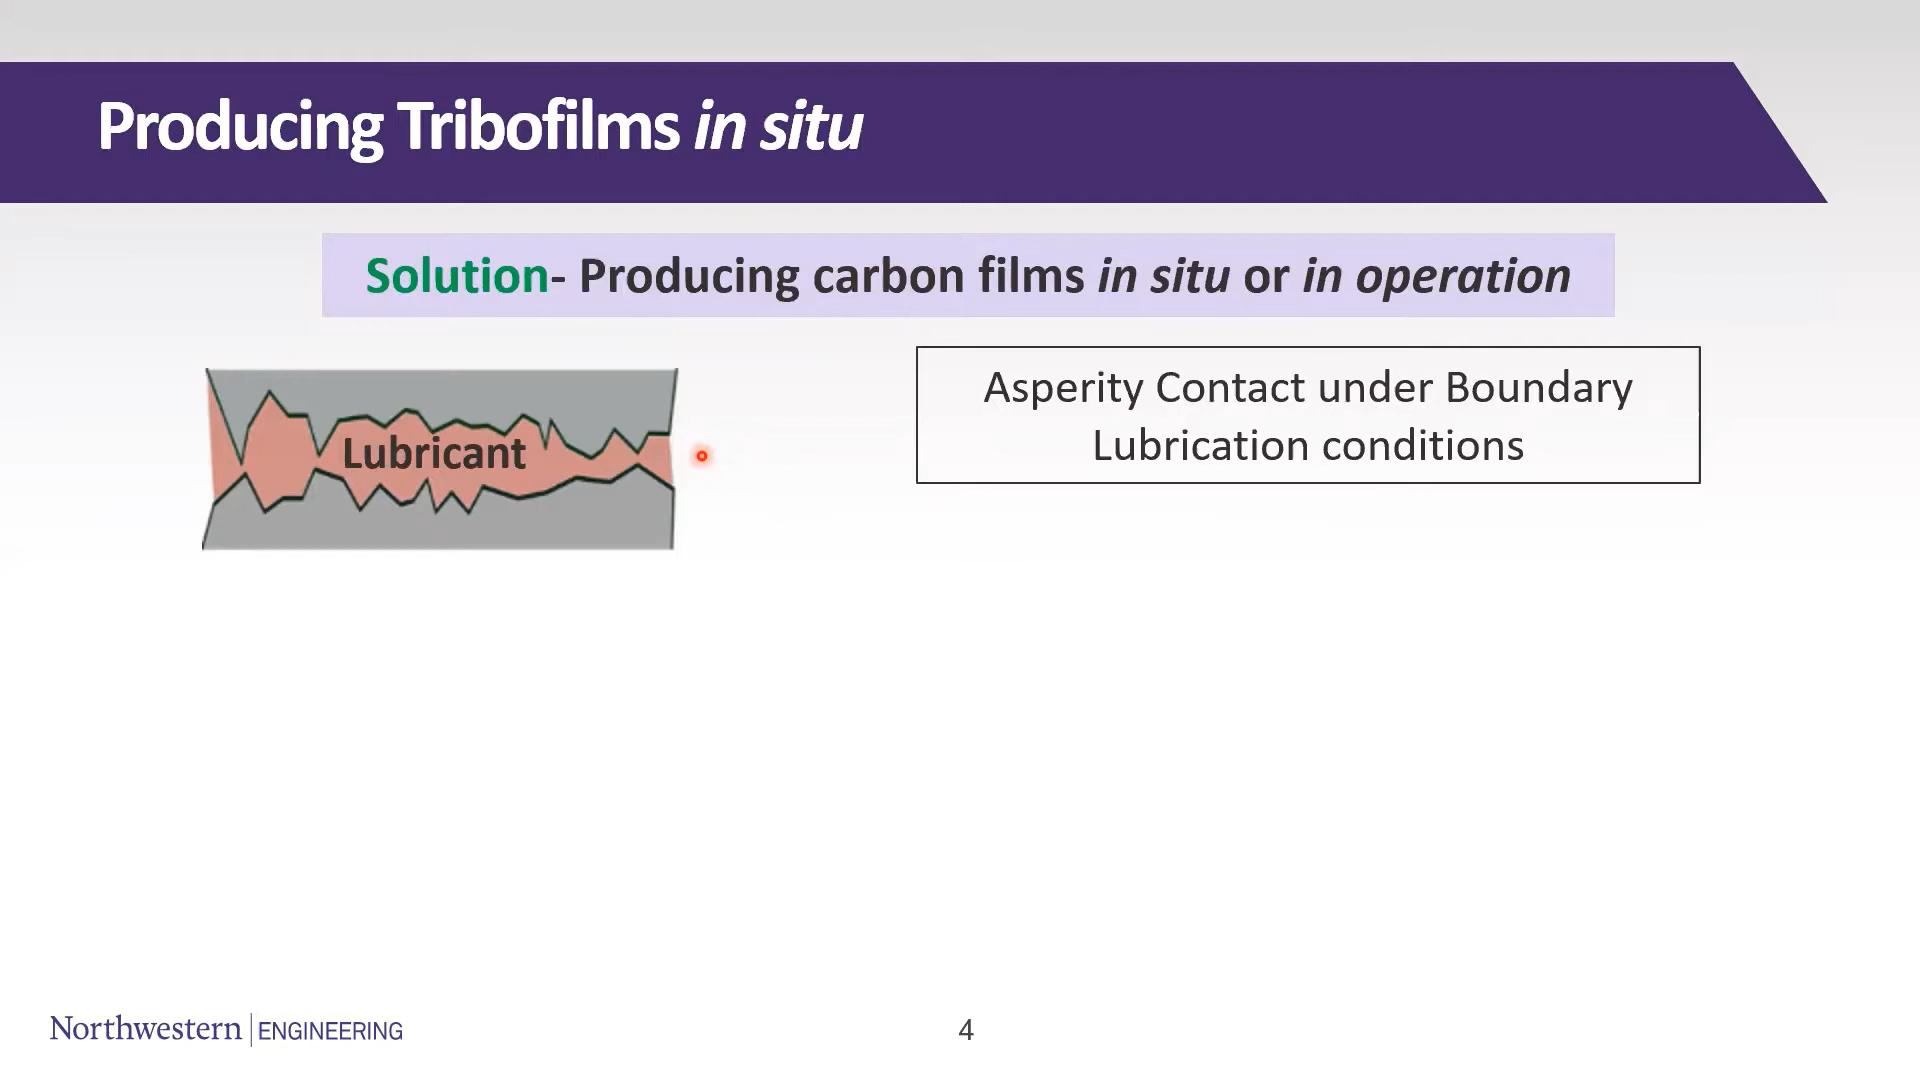 Producing Tribofilms in situ
Solution- Producing carbon films in situ or in operation
Lubricant
Asperity Contact under Boundary
Lubrication conditions
Northwestern | ENGINEERING
4